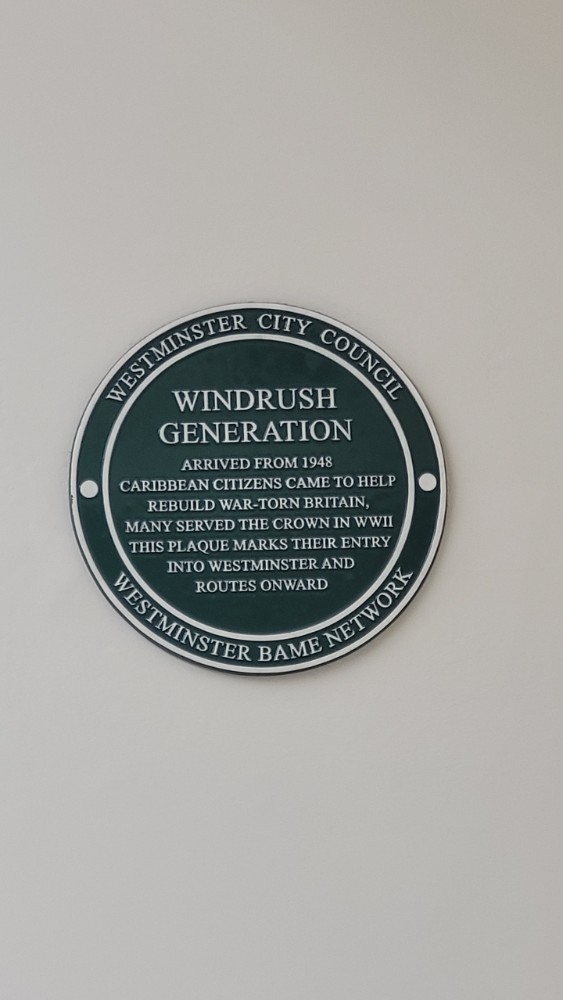 WESTMINSTER CITY COUNCIL
WINDRUSH
GENERATION
ARRIVED FROM 1948
CARIBBEAN CITIZENS CAME TO HELP
REBUILD WAR-TORN BRITAIN,
MANY SERVED THE CROWN IN WWII
THIS PLAQUE MARKS THEIR ENTRY
INTO WESTMINSTER AND
ROUTES ONWARD
WESTMINSTER BAME NETWORK